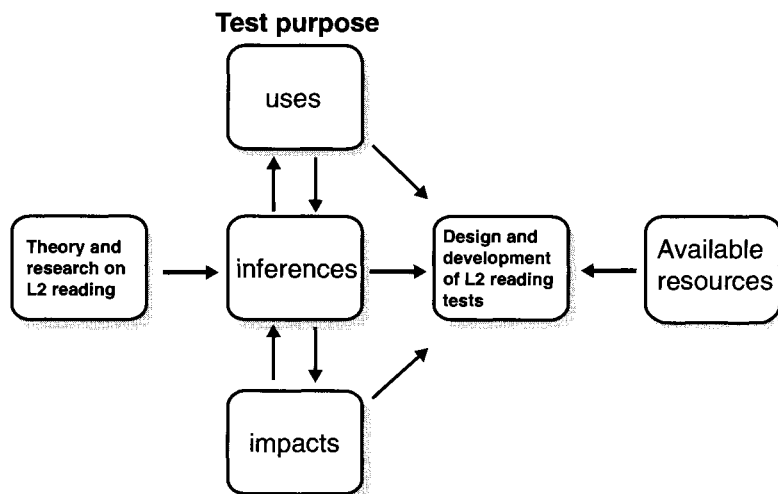 Test purpose
uses
Theory and
research on
L2 reading
inferences
Design and
development
of L2 reading
tests
Available
resources
impacts